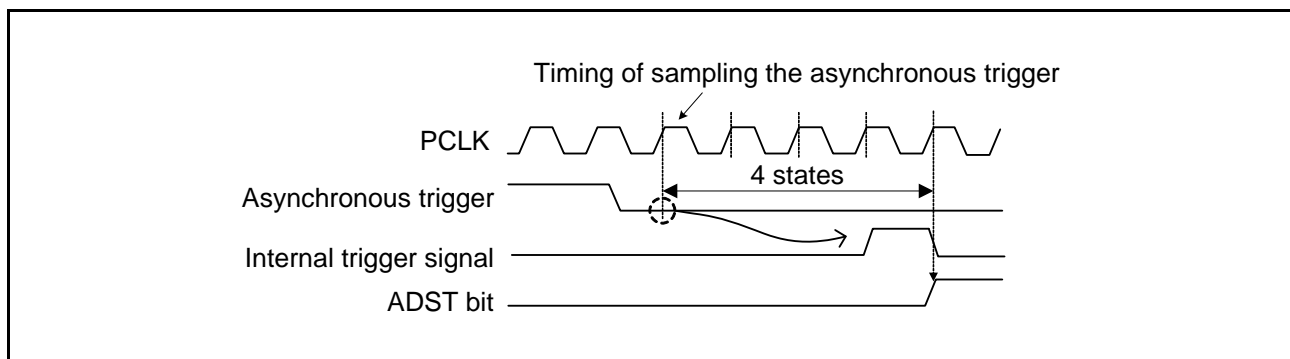 Timing of sampling the asynchronous trigger
PCLK
4 states
Asynchronous trigger
Internal trigger signal
ADST bit